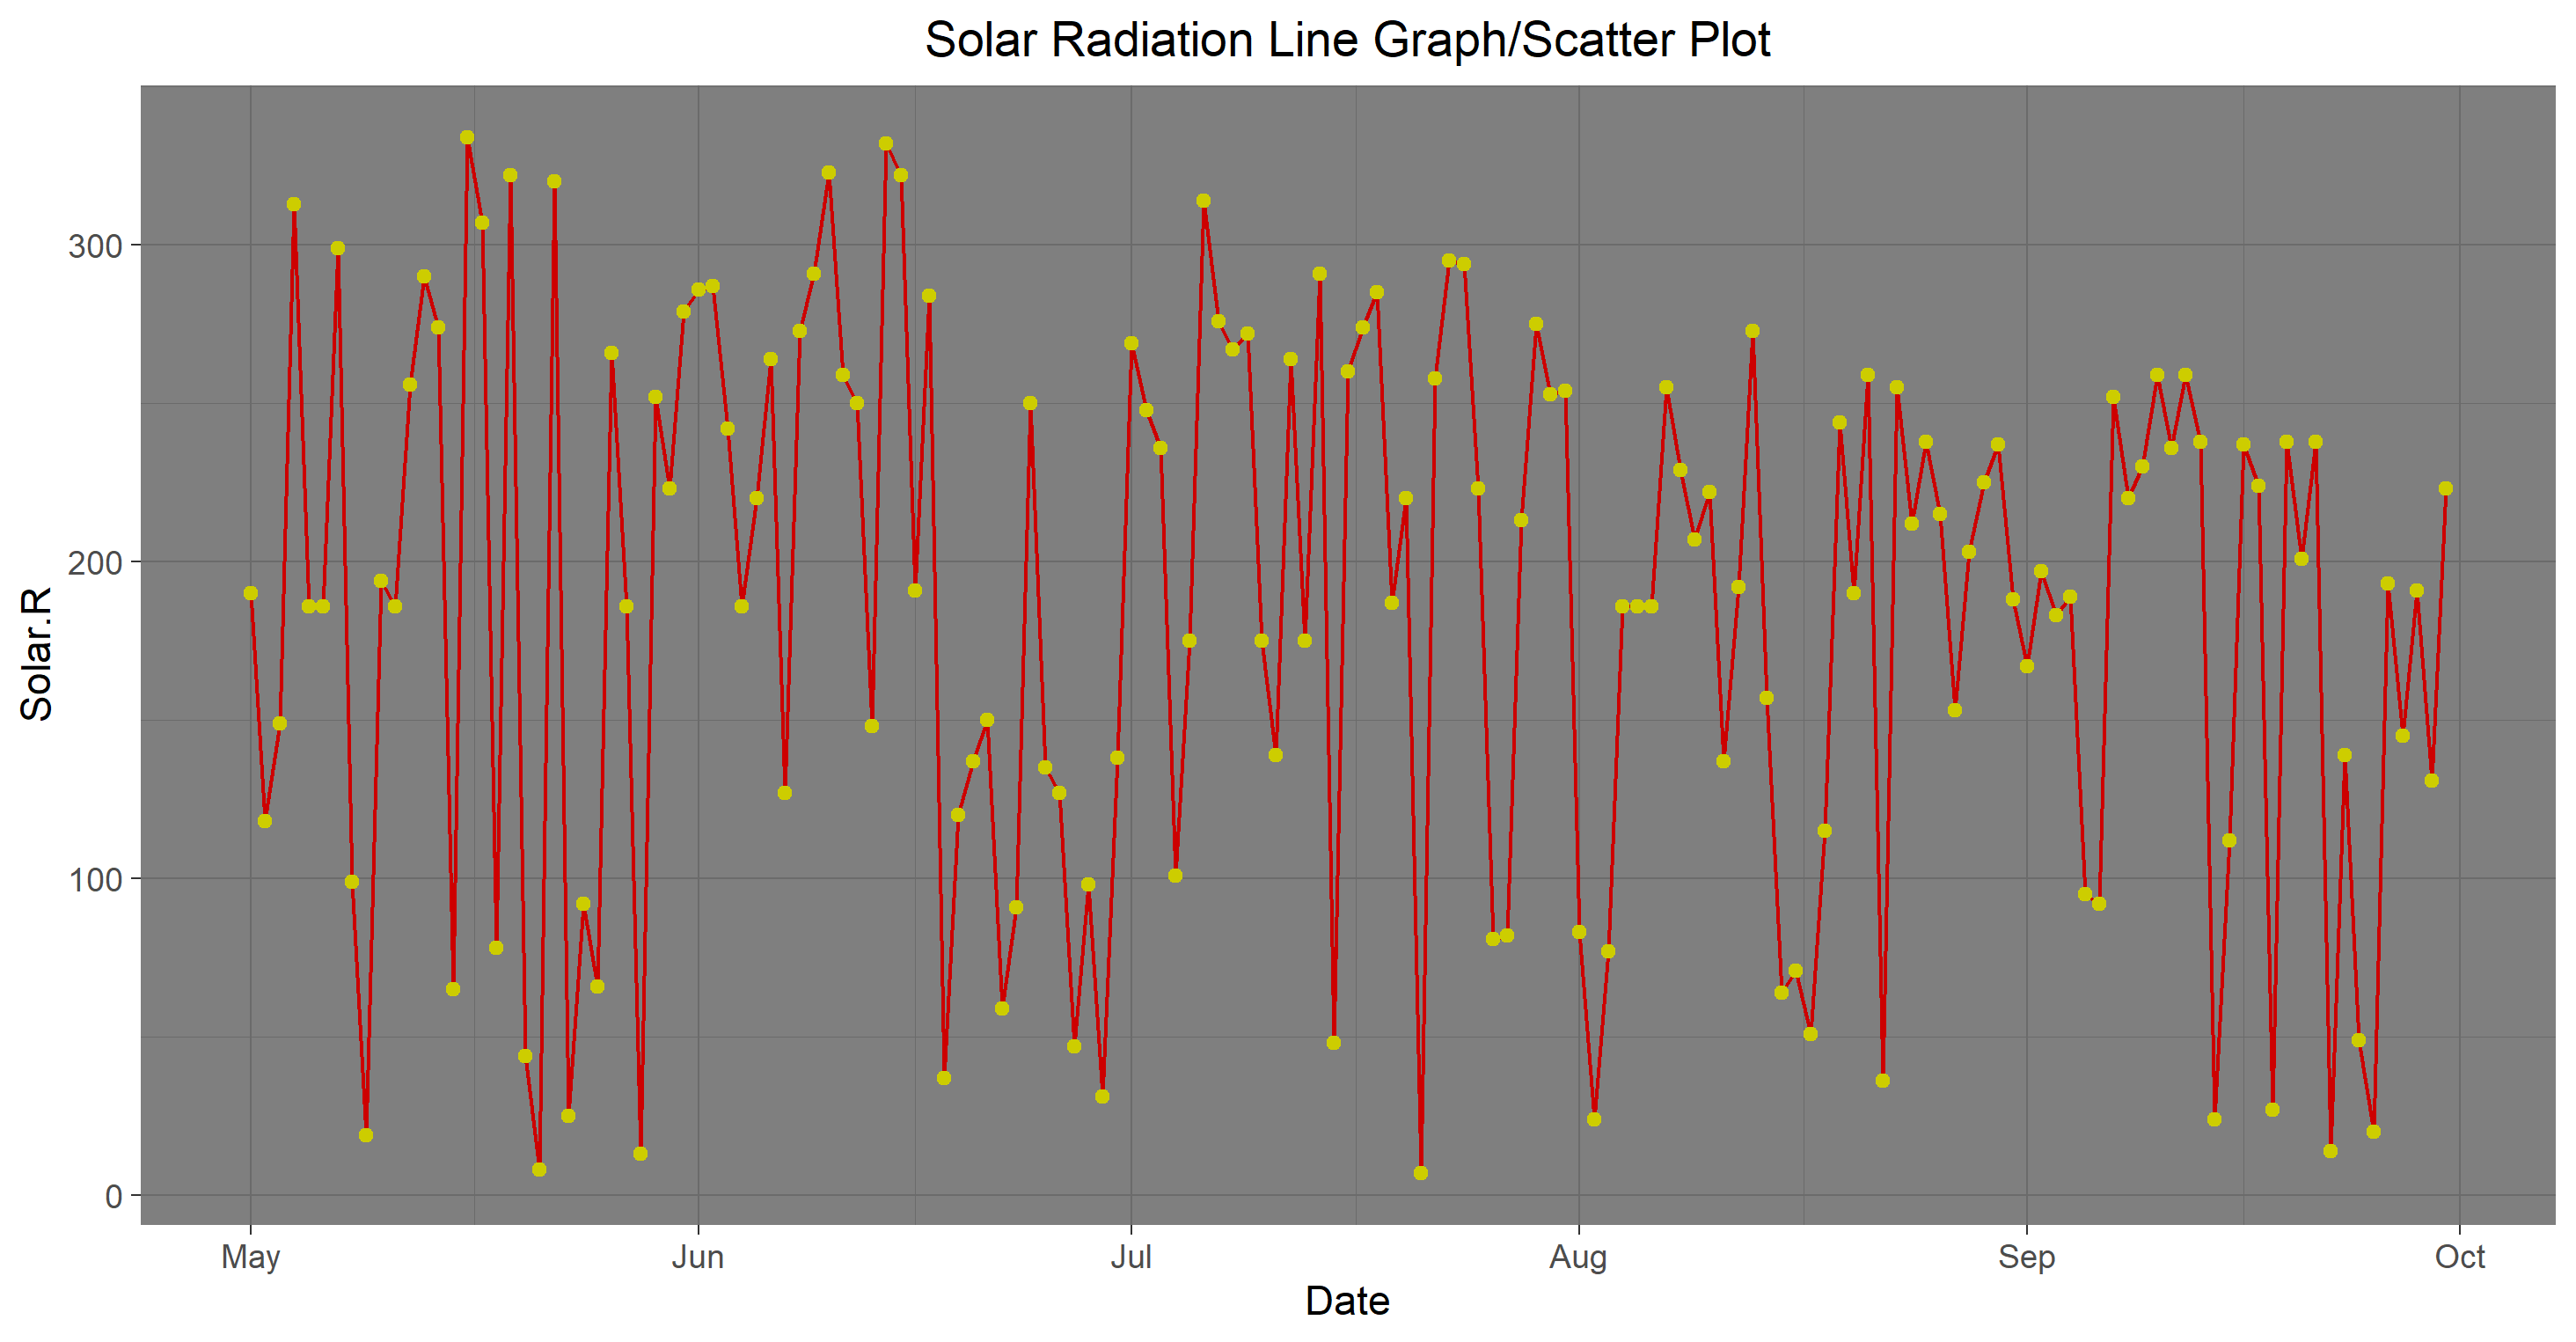 Solar Radiation Line Graph/Scatter Plot
Solar.R
300
200
100
0
May Jun Jul Aug Sep Oct
Date